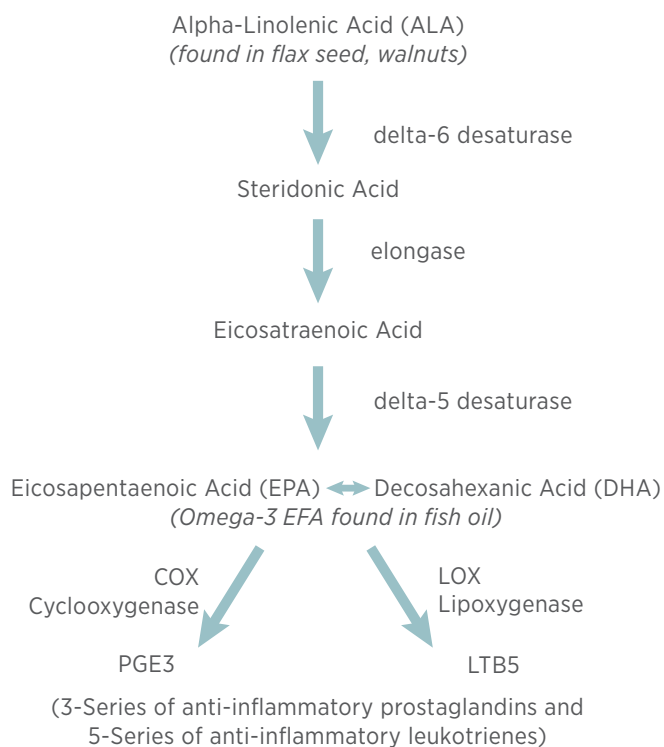 Alpha-Linolenic Acid (ALA)
(found in flax seed, walnuts)
delta-6 desaturase
Steridonic Acid
elongase
Eicosatraenoic Acid
delta-5 desaturase
Eicosapentaenoic Acid (EPA) Decosahexanic Acid (DHA)
(Omega-3 EFA found in fish oil)
COX
Cyclooxygenase
LOX
Lipoxygenase
PGE3
LTB5
(3-Series of anti-inflammatory prostaglandins and
5-Series of anti-inflammatory leukotrienes)